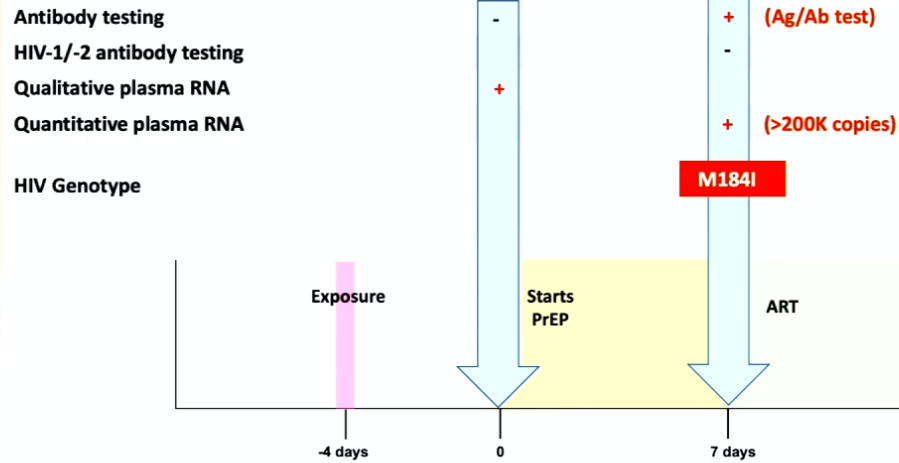 Antibody testing - + (Ag/Ab test)
HIV-1/-2 antibody testing -
Qualitative plasma RNA +
Quantitative plasma RNA + (>200K copies)
HIV Genotype M184I
Exposure
Starts
PrEP
ART
-4 days 0 7 days